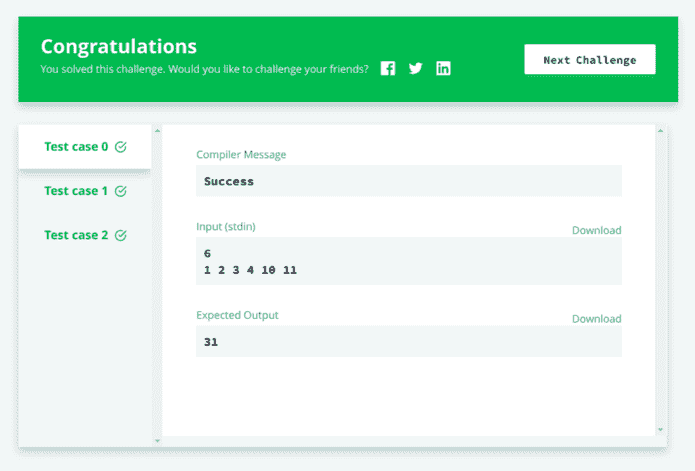 Congratulations
You solved this challenge. Would you like to challenge your friends?
Next Challenge
Test case 0
Test case 1
Test case 2
Compiler Message
Success
Input (stdin)
Download
6
1 2 3 4 10 11
Expected Output
Download
31